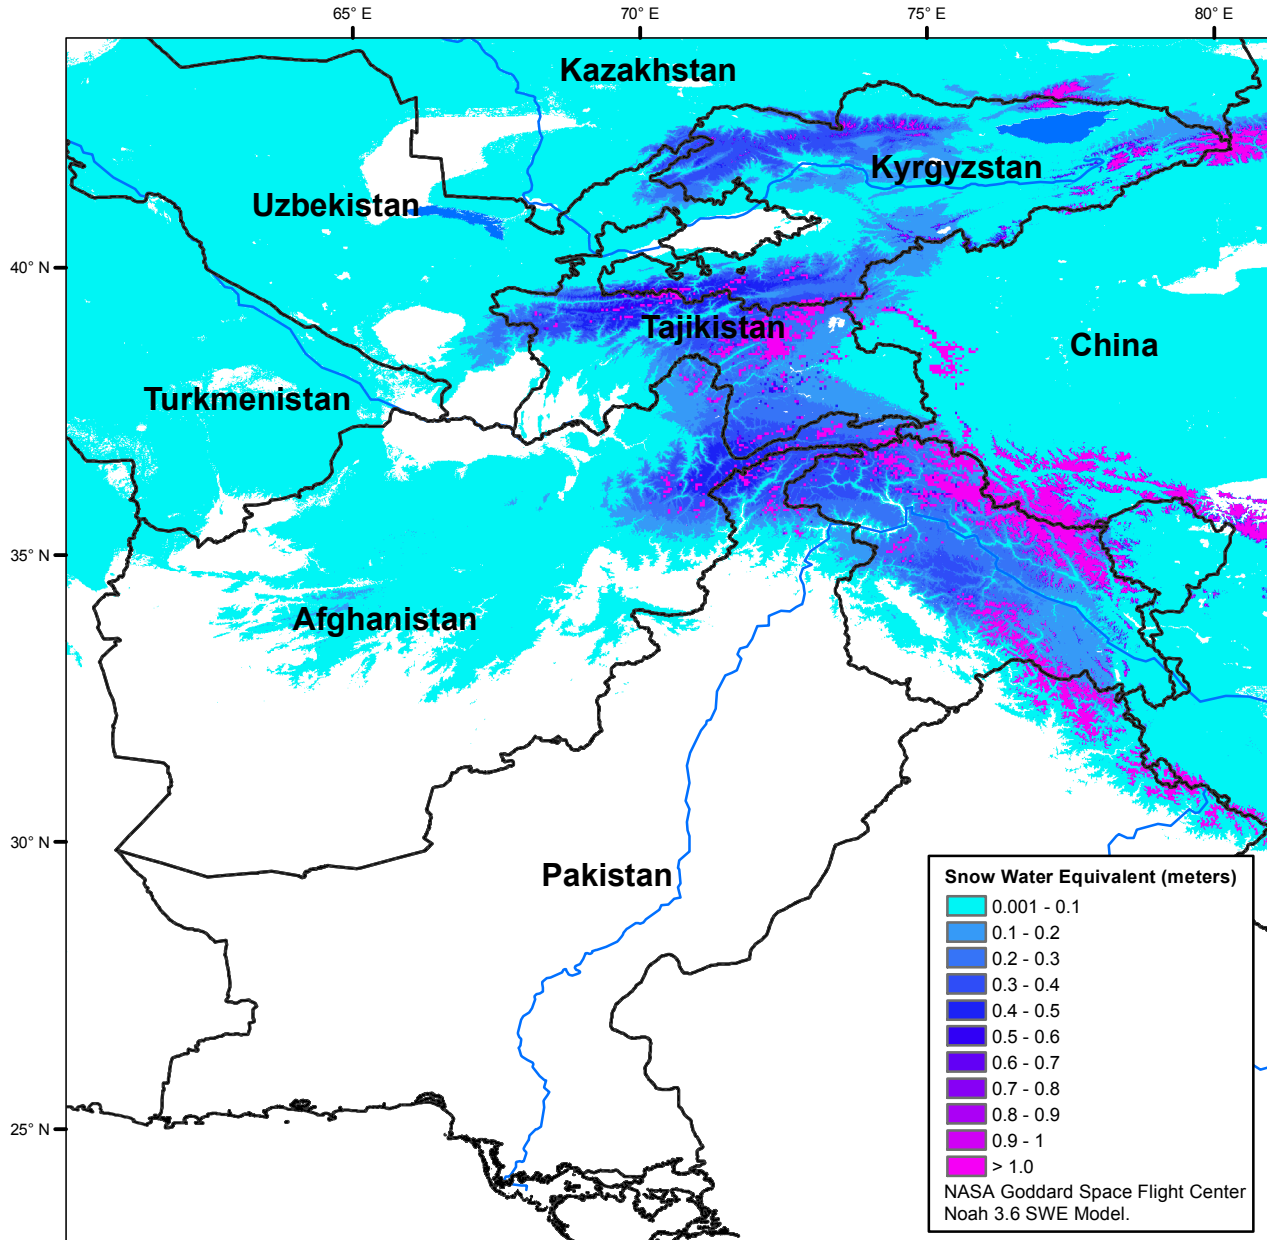 65° E
70° E
75° E
80° E
Kazakhstan
Kyrgyzstan
Uzbekistan
40° N
Tajikistan
China
Turkmenistan
35° N
Afghanistan
30° N
Pakistan
25° N
Snow Water Equivalent (meters)
0.001 - 0.1
0.1 - 0.2
0.2 - 0.3
0.3 - 0.4
0.4 - 0.5
0.5 - 0.6
0.6 - 0.7
0.7 - 0.8
0.8 - 0.9
0.9 - 1
> 1.0
NASA Goddard Space Flight Center
Noah 3.6 SWE Model.